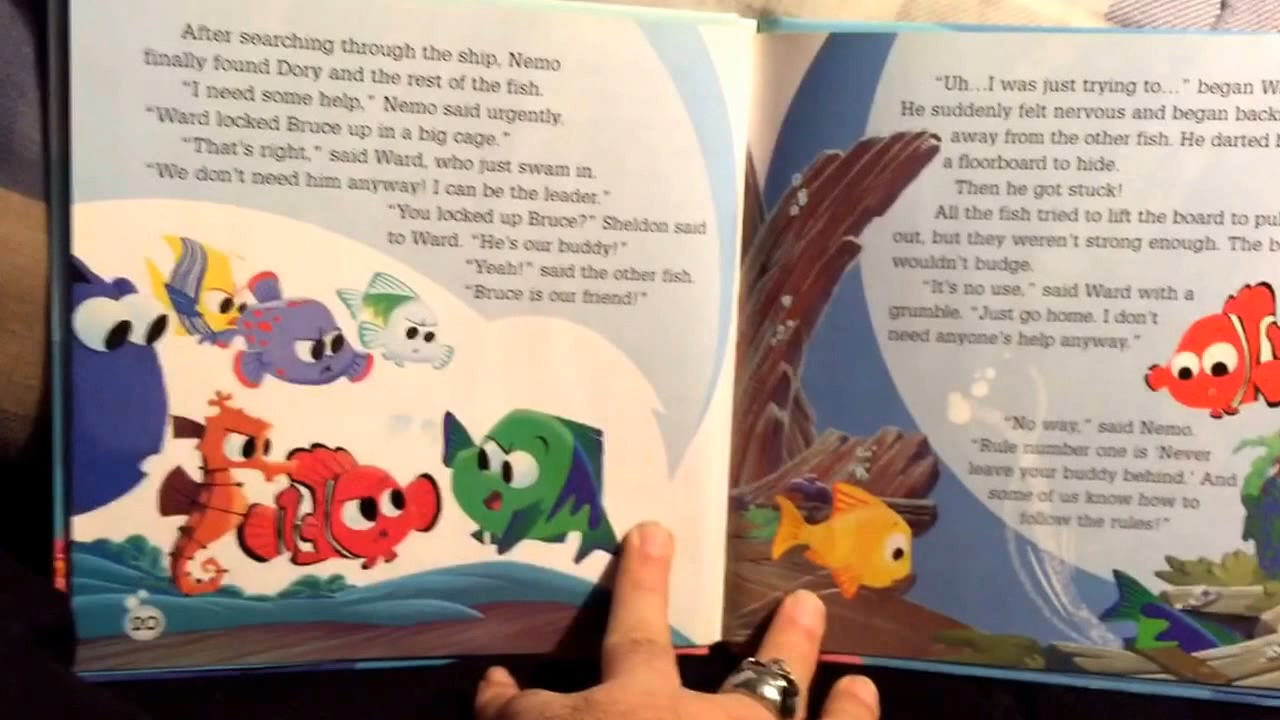 After searching through the ship, Nemo
finally found Dory and the rest of the fish.
"I need some help," Nemo said urgently.
"Ward locked Bruce up in a big cage."
"That's right," said Ward, who just swam in.
"We don't need him anyway! I can be the leader."
"You locked up Bruce?" Sheldon said
to Ward. "He's our buddy!"
"Yeah!" said the other fish.
"Bruce is our friend!"
20
"Uh...I was just trying to..." began
He suddenly felt nervous and began
away from the other fish. He darted
a floorboard to hide.
Then he got stuck!
All the fish tried to lift the board to
out, but they weren't strong enough. The
wouldn't budge.
"It's no use," said Ward with a
grumble. "Just go home. I don't
need anyone's help anyway."
"No way," said Nemo.
"Rule number one is 'Never
leave your buddy behind.' And
some of us know how to
follow the rules!"